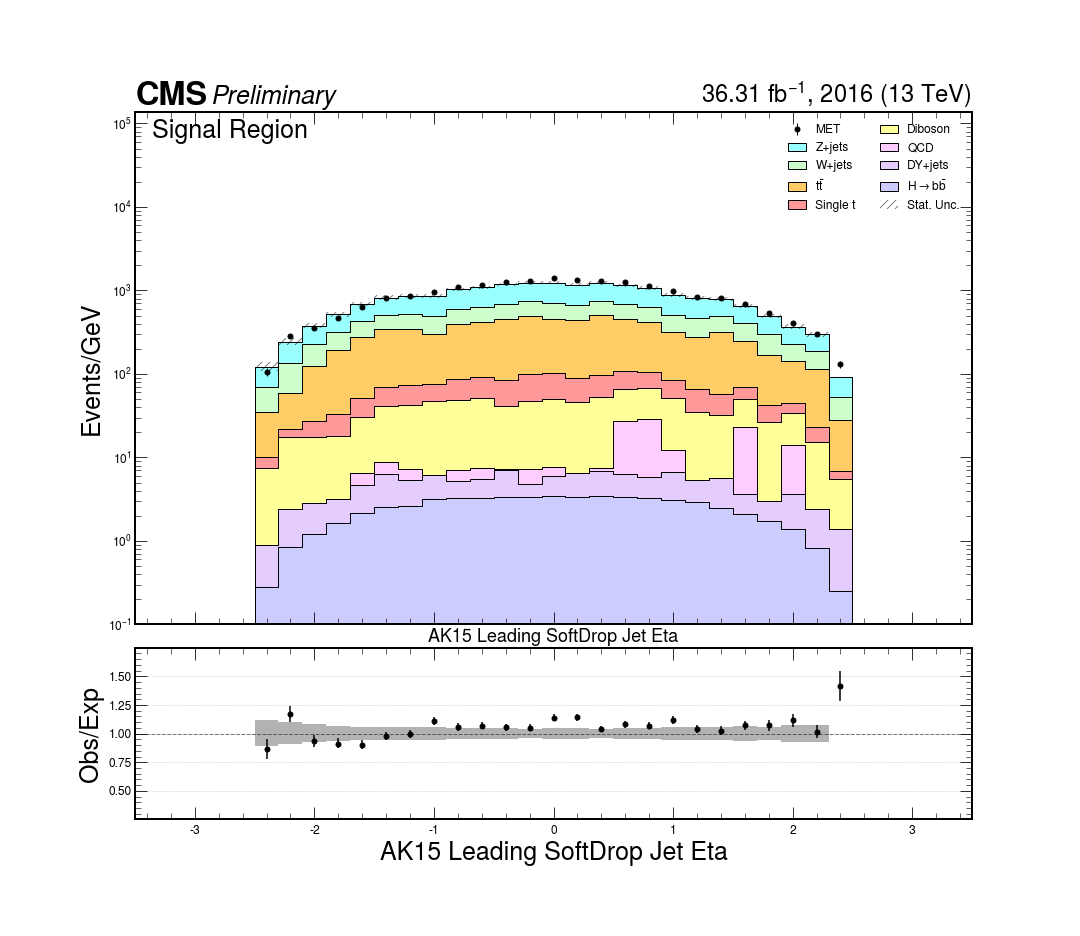 CMS Preliminary 36.31 fb⁻¹, 2016 (13 TeV)
Signal Region
MET
Z+jets
W+jets
tt̄
Single t
Diboson
QCD
DY+jets
H→bb̄
Stat. Unc.
Events/GeV
10⁵
10⁴
10³
10²
10¹
10⁰
10⁻¹
AK15 Leading SoftDrop Jet Eta
Obs/Exp
1.50
1.25
1.00
0.75
0.50
-3 -2 -1 0 1 2 3
AK15 Leading SoftDrop Jet Eta